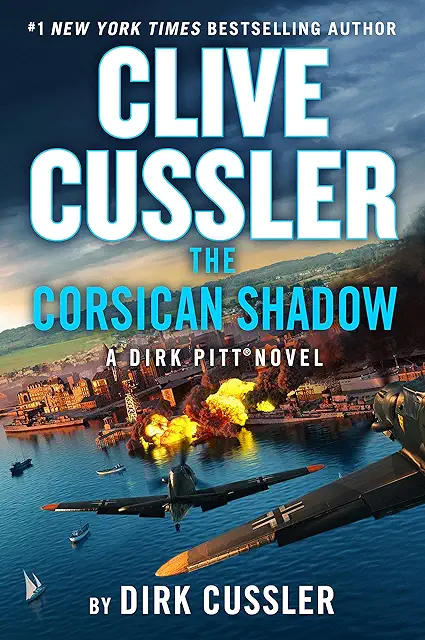 #1 NEW YORK TIMES BESTSELLING AUTHOR
CLIVE
CUSSLER
THE
CORSICAN SHADOW
A DIRK PITT® NOVEL
BY DIRK CUSSLER